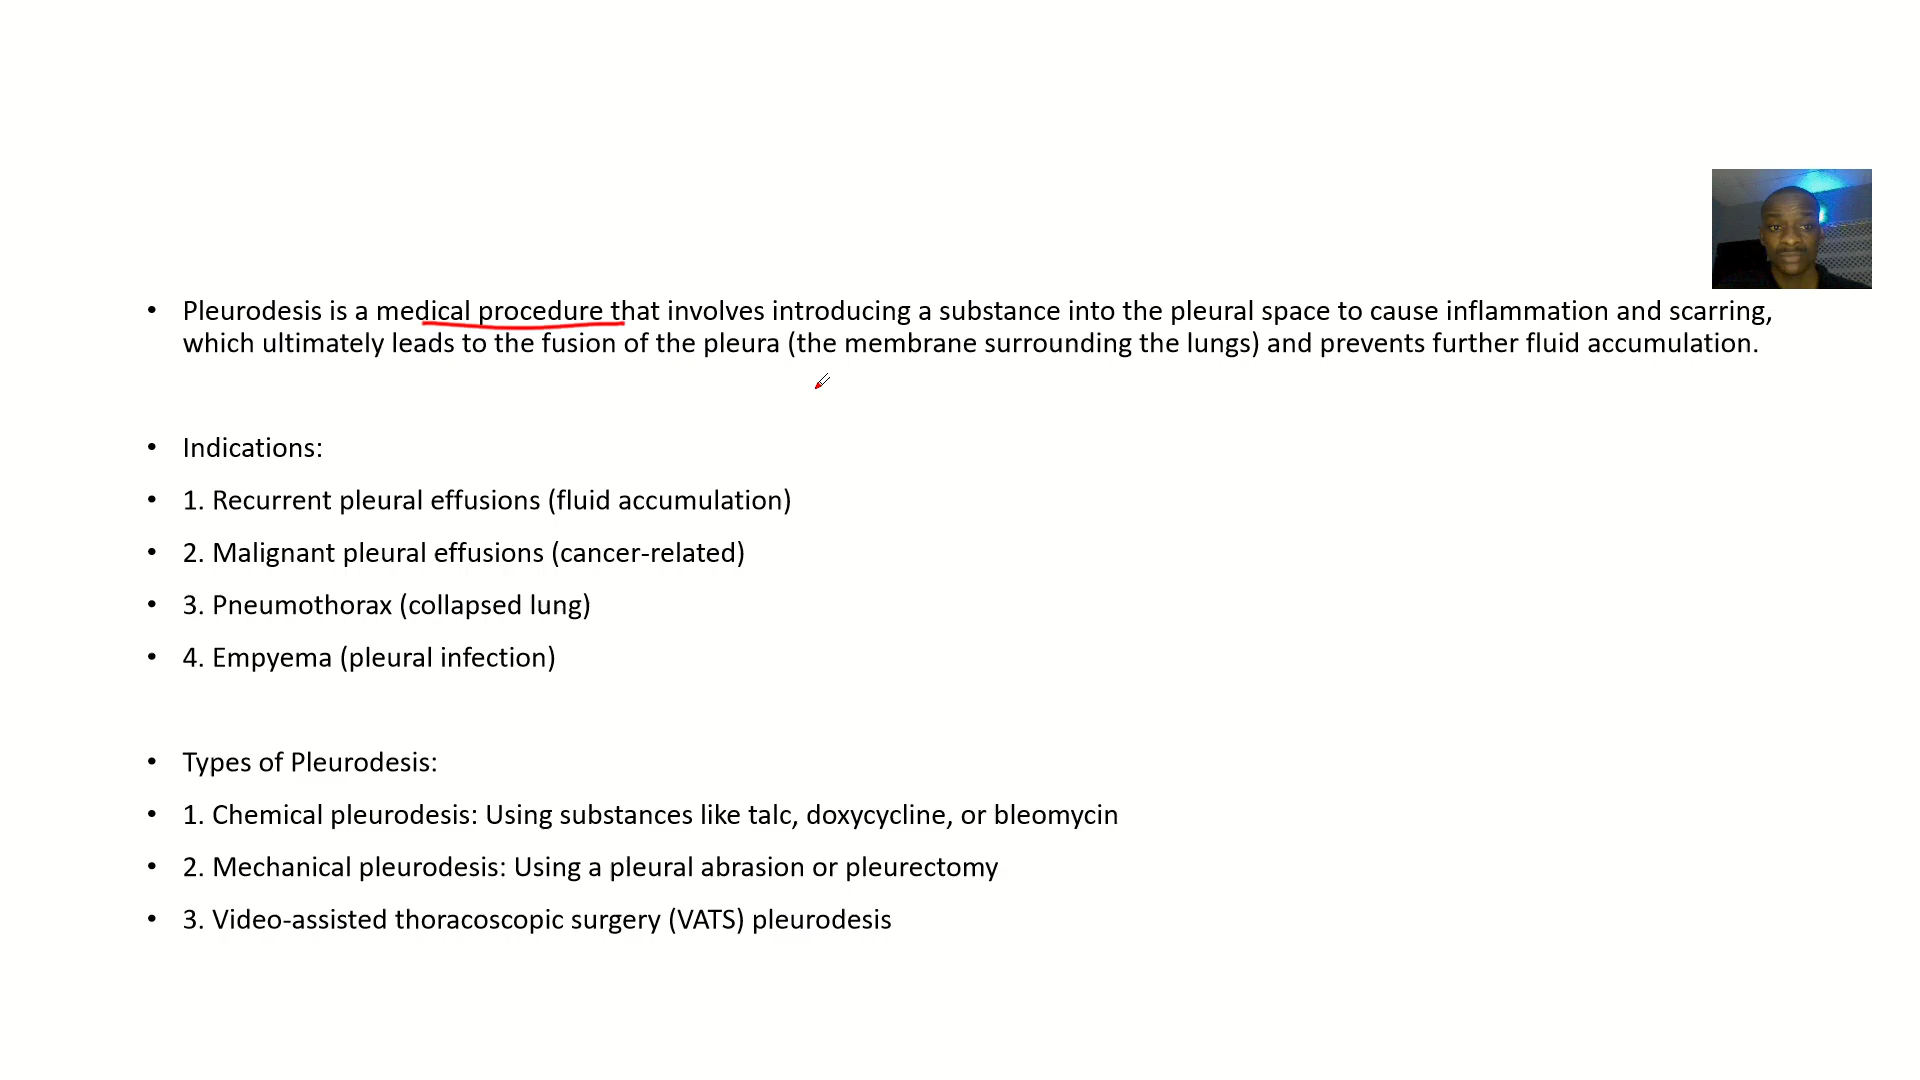 • Pleurodesis is a medical procedure that involves introducing a substance into the pleural space to cause inflammation and scarring,
which ultimately leads to the fusion of the pleura (the membrane surrounding the lungs) and prevents further fluid accumulation.
• Indications:
• 1. Recurrent pleural effusions (fluid accumulation)
• 2. Malignant pleural effusions (cancer-related)
• 3. Pneumothorax (collapsed lung)
• 4. Empyema (pleural infection)
• Types of Pleurodesis:
• 1. Chemical pleurodesis: Using substances like talc, doxycycline, or bleomycin
• 2. Mechanical pleurodesis: Using a pleural abrasion or pleurectomy
• 3. Video-assisted thoracoscopic surgery (VATS) pleurodesis